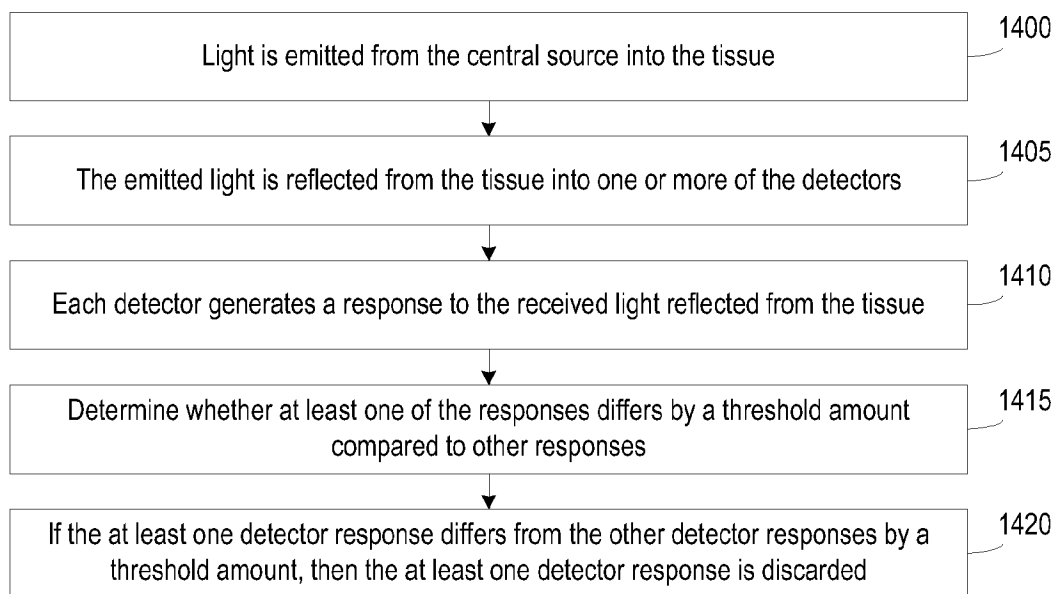 1400
Light is emitted from the central source into the tissue
1405
The emitted light is reflected from the tissue into one or more of the detectors
1410
Each detector generates a response to the received light reflected from the tissue
1415
Determine whether at least one of the responses differs by a threshold amount
compared to other responses
1420
If the at least one detector response differs from the other detector responses by a
threshold amount, then the at least one detector response is discarded